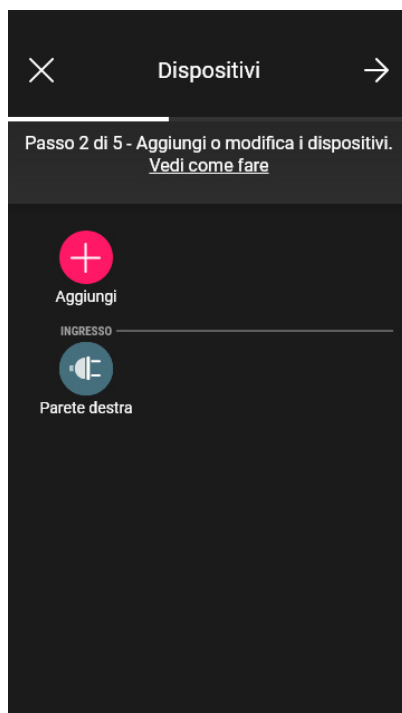 Dispositivi
Passo 2 di 5 - Aggiungi o modifica i dispositivi.
Vedi come fare
Aggiungi
INGRESSO
Parete destra